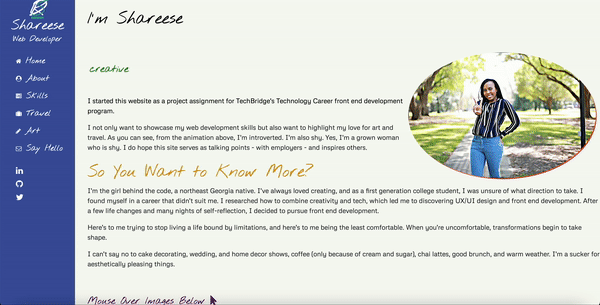 Shareese
Web Developer
Home
About
Skills
Travel
Art
Say Hello
I'm Shareese
creative
I started this website as a project assignment for TechBridge's Technology Career front end development
program.
I not only want to showcase my web development skills but also want to highlight my love for art and
travel. As you can see, from the animation above, I'm introverted. I'm also shy. Yes, I'm a grown woman
who is shy. I do hope this site serves as talking points - with employers - and inspires others.
So You Want to Know More?
I'm the girl behind the code, a northeast Georgia native. I've always loved creating, and as a first generation college student, I was unsure of what direction to take. I
found myself in a career that didn't suit me. I researched how to combine creativity and tech, which led me to discovering UX/UI design and front end development. After
a few life changes and many nights of self-reflection, I decided to pursue front end development.
Here's to me trying to stop living a life bound by limitations, and here's to me being the least comfortable. When you're uncomfortable, transformations begin to take
shape.
I can't say no to cake decorating, wedding, and home decor shows, coffee (only because of cream and sugar), chai lattes, good brunch, and warm weather. I'm a sucker for
aesthetically pleasing things.
Mouse Over Images Below